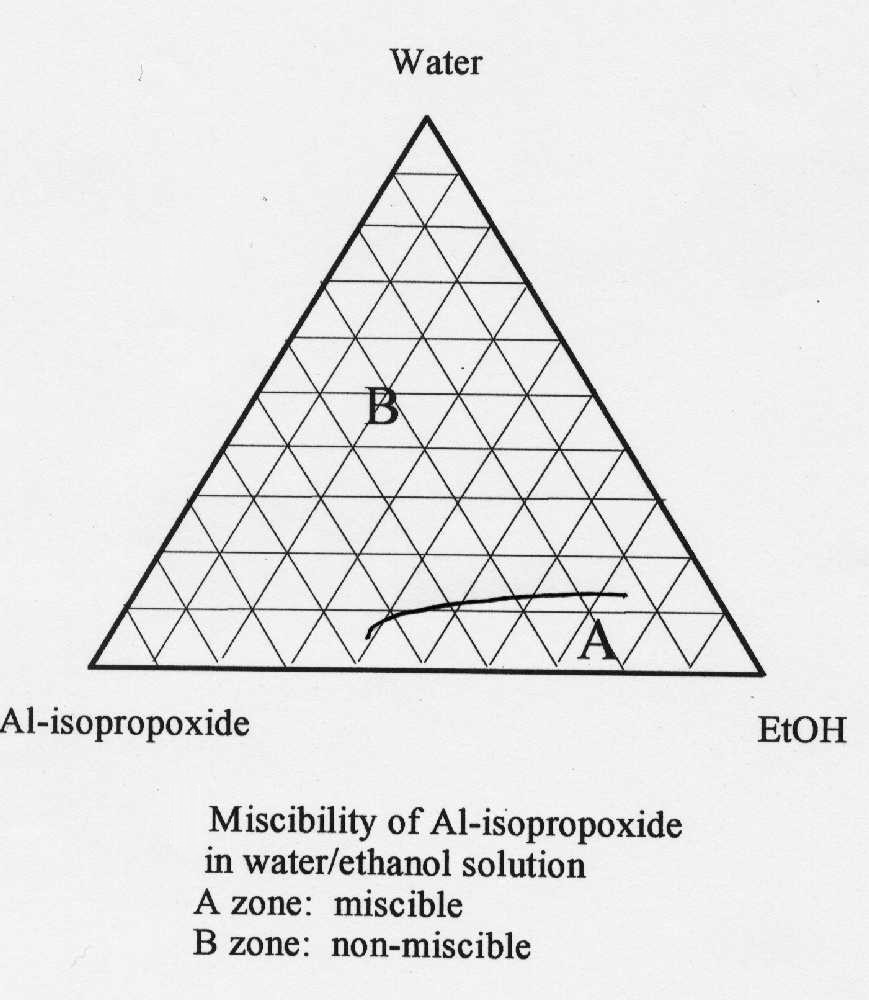 Water
B
A
Al-isopropoxide
EtOH
Miscibility of Al-isopropoxide
in water/ethanol solution
A zone: miscible
B zone: non-miscible